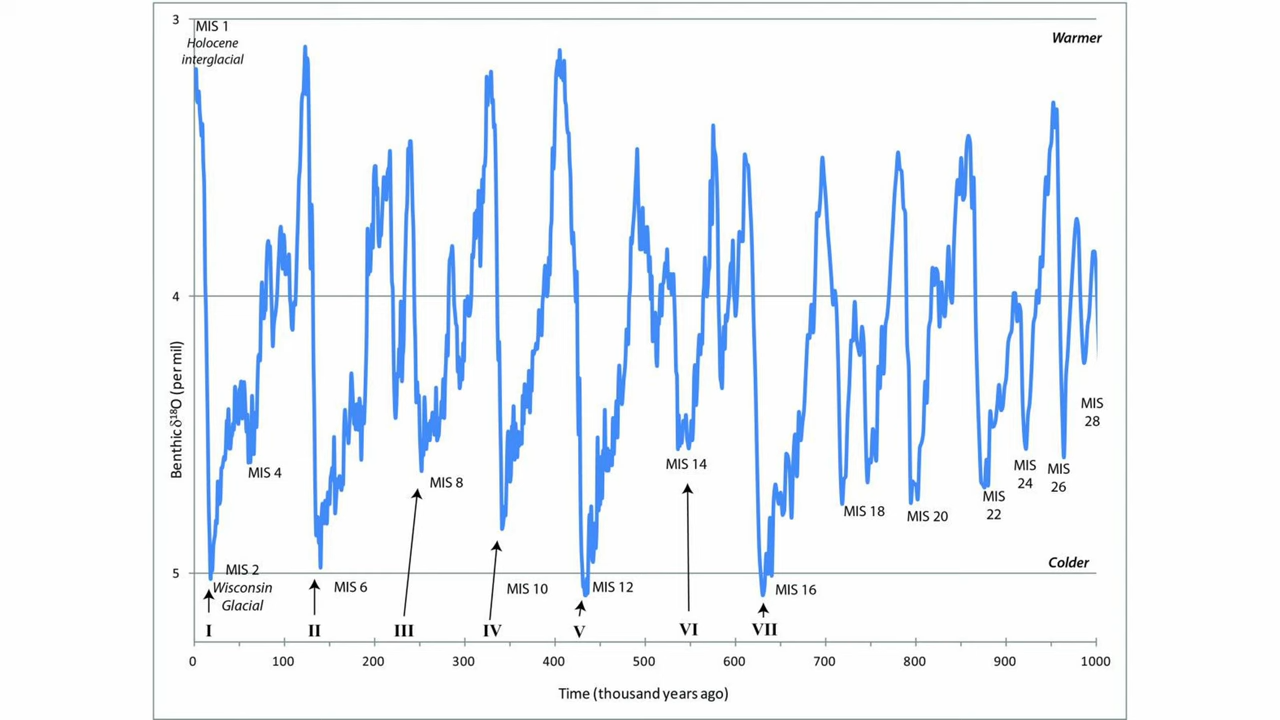 3
MIS 1
Holocene
interglacial
Warmer
4
Benthic δ¹⁸O (per mil)
MIS 4
MIS 8
MIS 14
MIS 18
MIS 20
MIS
22
MIS
24
MIS
26
MIS
28
5
Colder
MIS 2
Wisconsin
Glacial
MIS 6
MIS 10
MIS 12
MIS 16
I
II
III
IV
V
VI
VII
0
100
200
300
400
500
600
700
800
900
1000
Time (thousand years ago)